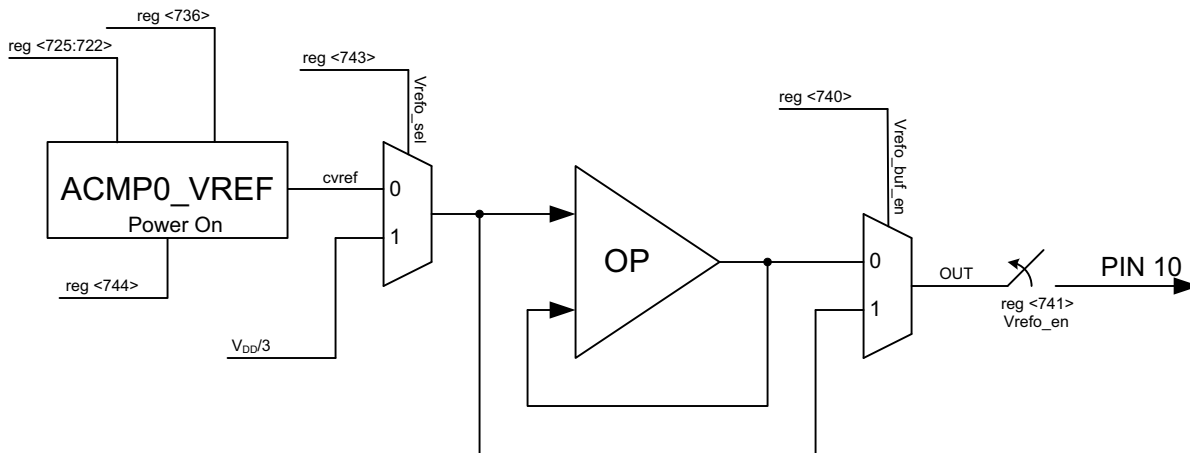 reg <736>
reg <725:722>
reg <743>
Vrefo_sel
reg <740>
Vrefo_buf_en
ACMP0_VREF
Power On
cvref
0
1
OP
0
1
OUT
PIN 10
reg <741>
Vrefo_en
reg <744>
VDD/3